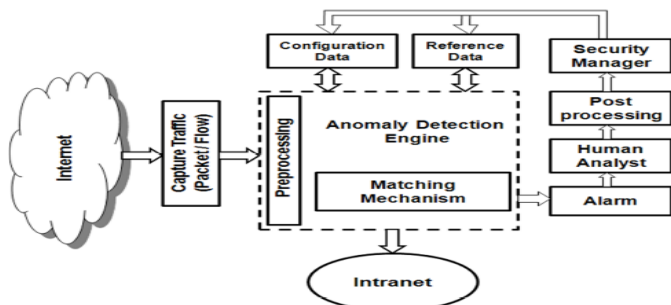 Configuration
Data
Reference
Data
Security
Manager
Internet
Capture Traffic
(Packet/ Flow)
Preprocessing
Anomaly Detection
Engine
Matching
Mechanism
Post
processing
Human
Analyst
Alarm
Intranet